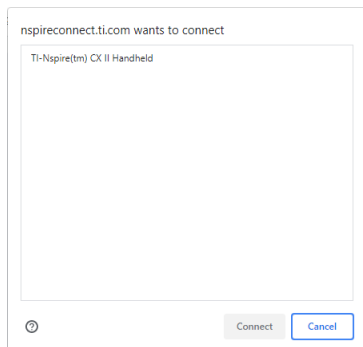 nspireconnect.ti.com wants to connect
TI-Nspire(tm) CX II Handheld
Connect Cancel